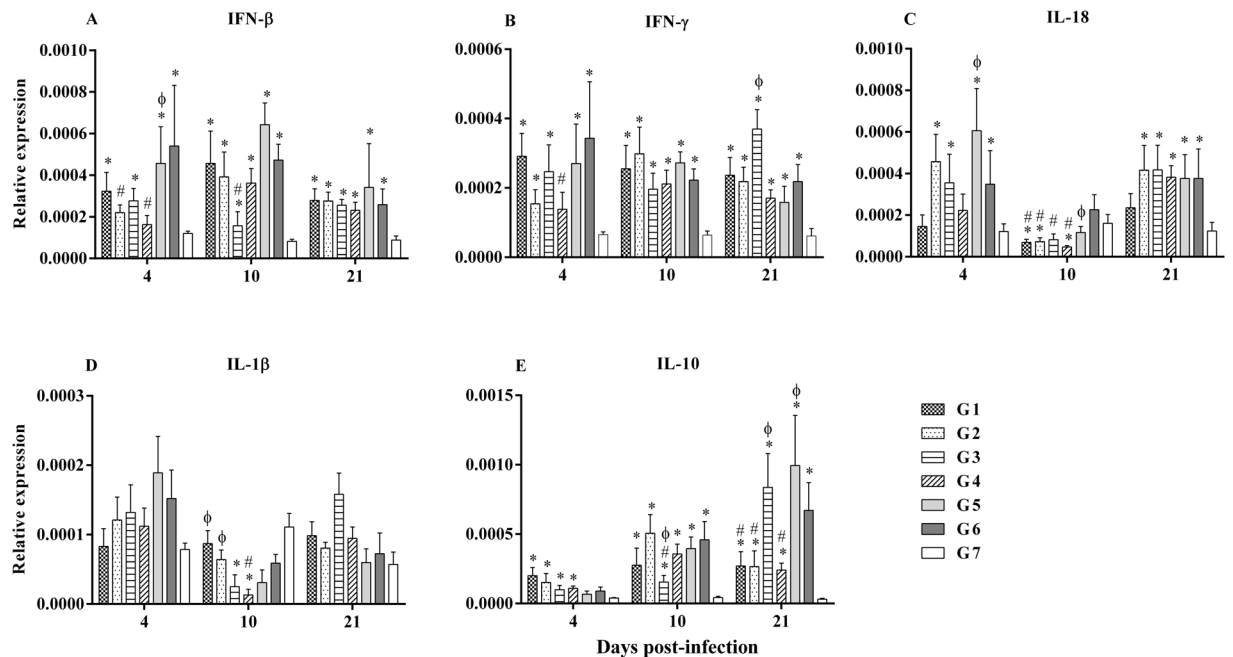 A IFN-β
Relative expression
0.0010
0.0008
0.0006
0.0004
0.0002
0.0000
* # * # ϕ * *
* * # * * * *
* * * * * *
4 10 21
B IFN-γ
0.0006
0.0004
0.0002
0.0000
* * * # * *
* * * * * *
* * ϕ * * * *
4 10 21
C IL-18
0.0010
0.0008
0.0006
0.0004
0.0002
0.0000
* * ϕ * *
# * # * # # * ϕ
* * * * *
4 10 21
D IL-1β
Relative expression
0.0003
0.0002
0.0001
0.0000
ϕ ϕ * # *
4 10 21
E IL-10
0.0015
0.0010
0.0005
0.0000
* * * *
* * ϕ # * * * *
# * # * ϕ * # * ϕ * *
4 10 21
Days post-infection
G1
G2
G3
G4
G5
G6
G7